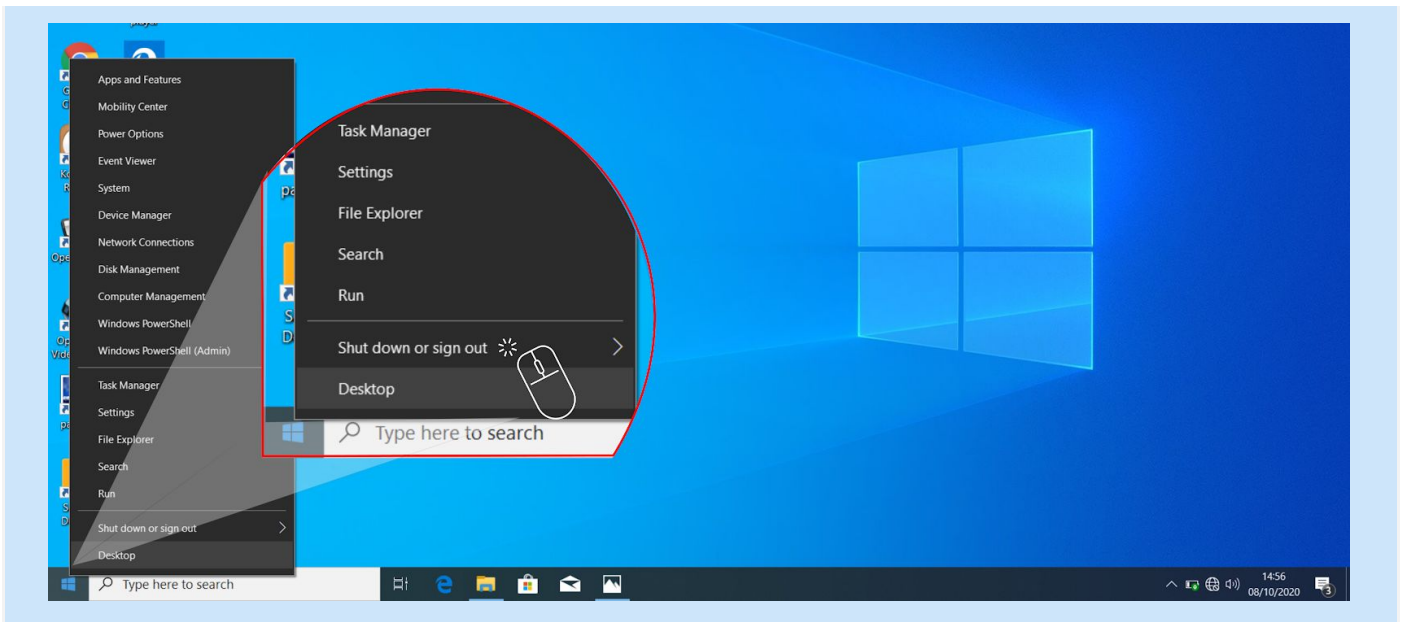 player
Apps and Features
Mobility Center
Power Options
Event Viewer
System
Device Manager
Network Connections
Disk Management
Computer Management
Windows PowerShell
Windows PowerShell (Admin)
Task Manager
Settings
File Explorer
Search
Run
Shut down or sign out
Desktop
Type here to search
Task Manager
Settings
File Explorer
Search
Run
Shut down or sign out
Desktop
Type here to search
14:56
08/10/2020
3